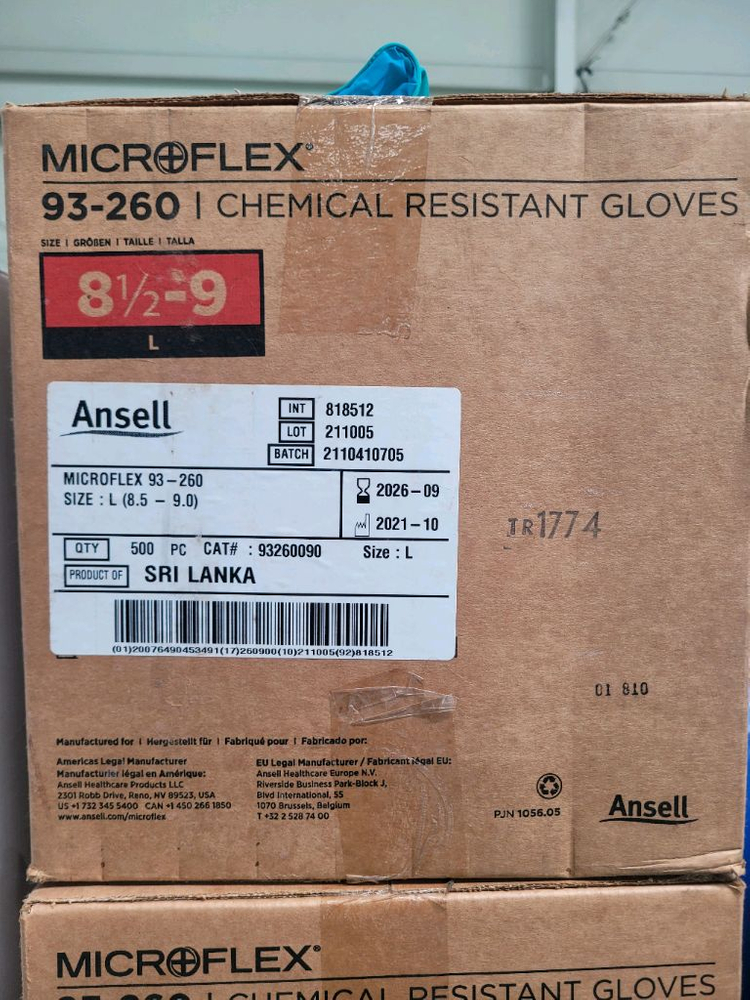 MICROFLEX®
93-260 | CHEMICAL RESISTANT GLOVES
SIZE | GRÖßEN | TAILLE | TALLA
8½-9
L
Ansell
INT 818512
LOT 211005
BATCH 2110410705
MICROFLEX 93-260
SIZE : L (8.5 - 9.0)
2026-09
2021-10
QTY 500 PC CAT# : 93260090 Size : L
PRODUCT OF SRI LANKA
(01)20076490453491(17)260900(10)211005(92)818512
IR1774
01 810
Manufactured for | Hergestellt für | Fabriqué pour | Fabricado por:
Americas Legal Manufacturer
Manufacturier légal en Amérique:
Ansell Healthcare Products LLC
2301 Robb Drive, Reno, NV 89523, USA
US +1 732 345 5400 CAN +1 450 266 1850
www.ansell.com/microflex
EU Legal Manufacturer / Fabricant légal EU:
Ansell Healthcare Europe N.V.
Riverside Business Park-Block J,
Blvd International, 55
1070 Brussels, Belgium
T +32 2 528 74 00
PJN 1056.05
Ansell
MICROFLEX®
93-260 | CHEMICAL RESISTANT GLOVES